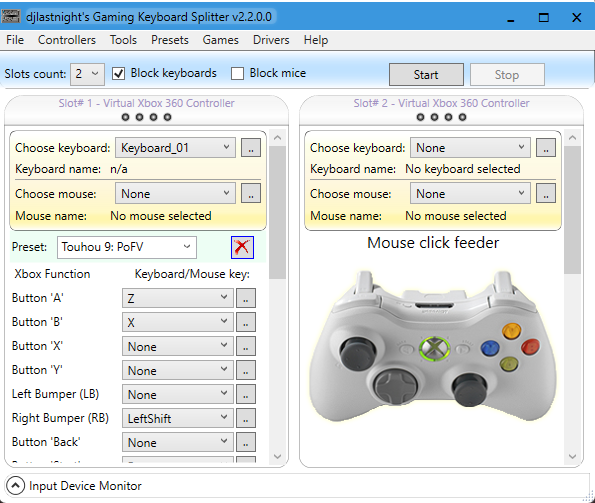 djlastnight's Gaming Keyboard Splitter v2.2.0.0
File Controllers Tools Presets Games Drivers Help
Slots count: 2 Block keyboards Block mice Start Stop
Slot# 1 - Virtual Xbox 360 Controller
Choose keyboard: Keyboard_01 ..
Keyboard name: n/a
Choose mouse: None ..
Mouse name: No mouse selected
Preset: Touhou 9: PoFV
Xbox Function Keyboard/Mouse key:
Button 'A' Z ..
Button 'B' X ..
Button 'X' None ..
Button 'Y' None ..
Left Bumper (LB) None ..
Right Bumper (RB) LeftShift ..
Button 'Back' None ..
Slot# 2 - Virtual Xbox 360 Controller
Choose keyboard: None ..
Keyboard name: No keyboard selected
Choose mouse: None ..
Mouse name: No mouse selected
Mouse click feeder
Input Device Monitor